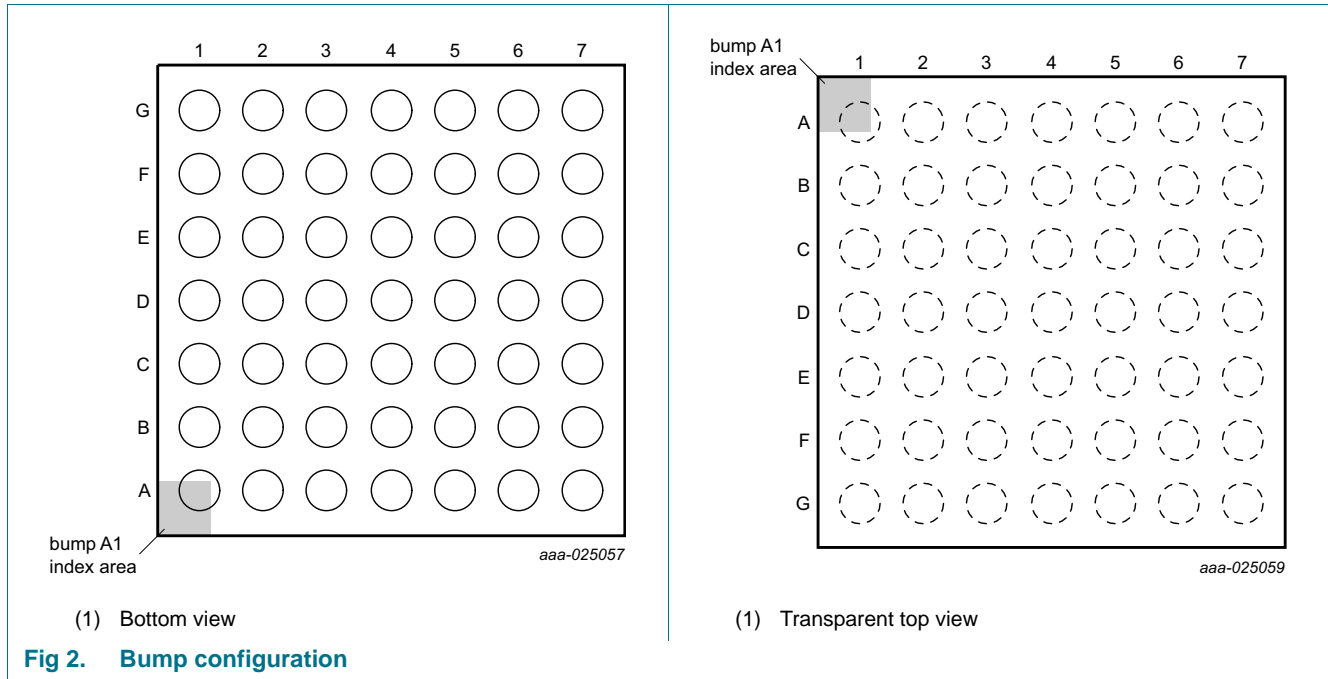 1 2 3 4 5 6 7
G
F
E
D
C
B
A
bump A1
index area
aaa-025057
(1) Bottom view
bump A1
index area
1 2 3 4 5 6 7
A
B
C
D
E
F
G
aaa-025059
(1) Transparent top view
Fig 2. Bump configuration